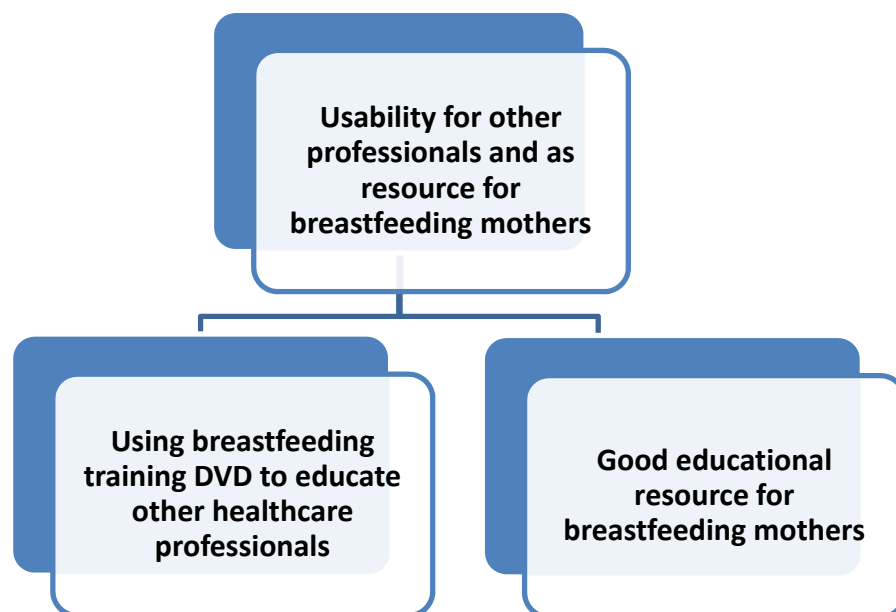 Usability for other
professionals and as
resource for
breastfeeding mothers
Using breastfeeding
training DVD to educate
other healthcare
professionals
Good educational
resource for
breastfeeding mothers